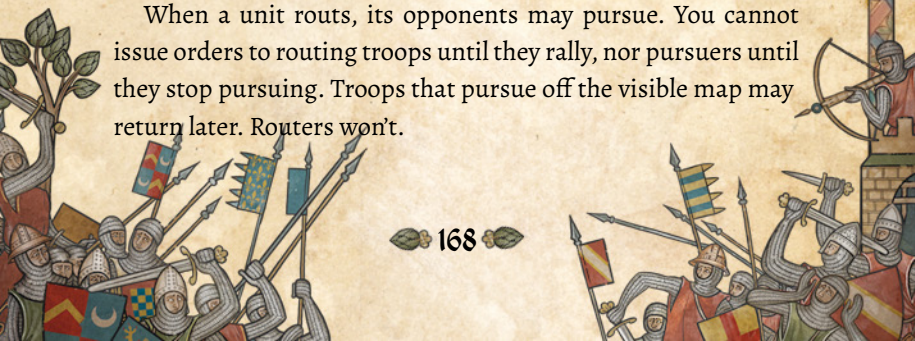 When a unit routs, its opponents may pursue. You cannot
issue orders to routing troops until they rally, nor pursuers until
they stop pursuing. Troops that pursue off the visible map may
return later. Routers won’t.
168